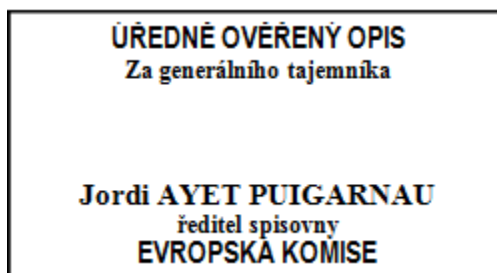 ÚŘEDNĚ OVĚŘENÝ OPIS
Za generálního tajemníka
Jordi AYET PUIGARNAU
ředitel spisovny
EVROPSKÁ KOMISE